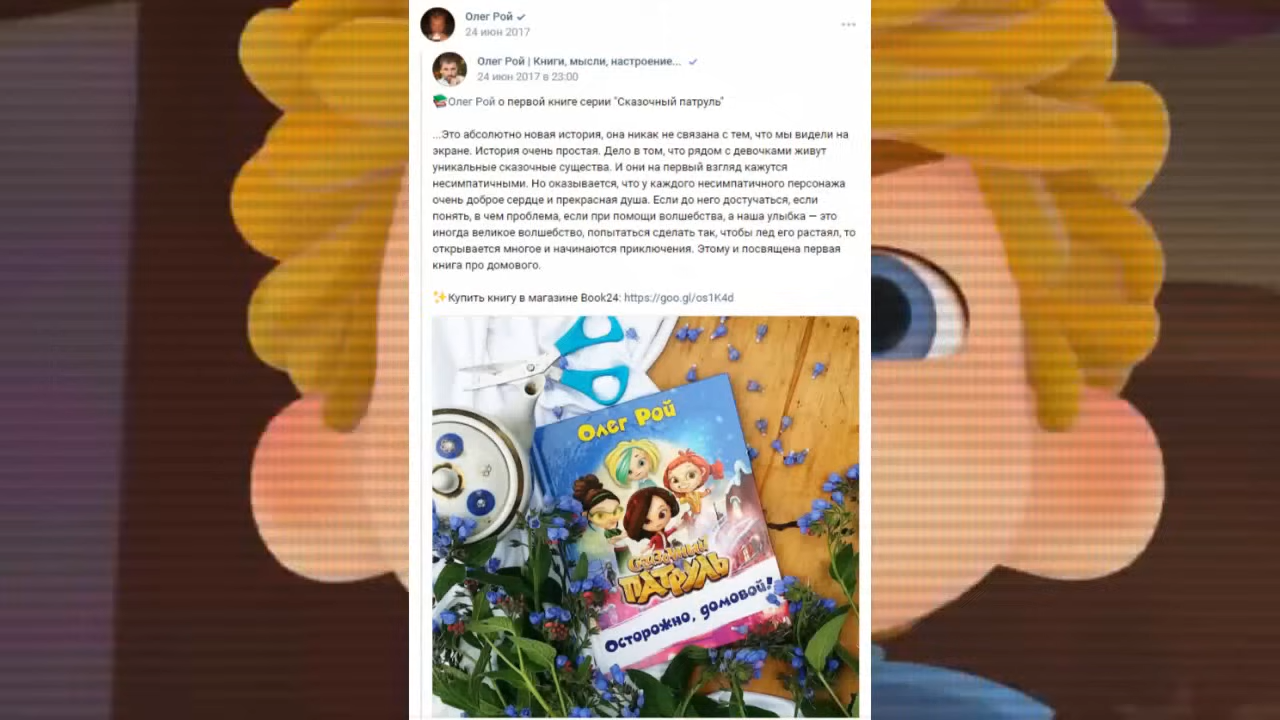 Олег Рой
24 июн 2017
Олег Рой | Книги, мысли, настроение...
24 июн 2017 в 23:00
Олег Рой о первой книге серии "Сказочный патруль"
...Это абсолютно новая история, она никак не связана с тем, что мы видели на
экране. История очень простая. Дело в том, что рядом с девочками живут
уникальные сказочные существа. И они на первый взгляд кажутся
несимпатичными. Но оказывается, что у каждого несимпатичного персонажа
очень доброе сердце и прекрасная душа. Если до него достучаться, если
понять, в чем проблема, если при помощи волшебства, а наша улыбка — это
иногда великое волшебство, попытаться сделать так, чтобы лед его растаял, то
открывается многое и начинаются приключения. Этому и посвящена первая
книга про домового.
Купить книгу в магазине Book24: https://goo.gl/os1K4d
Олег Рой
Сказочный
ПАТРУЛЬ
Осторожно, домовой!